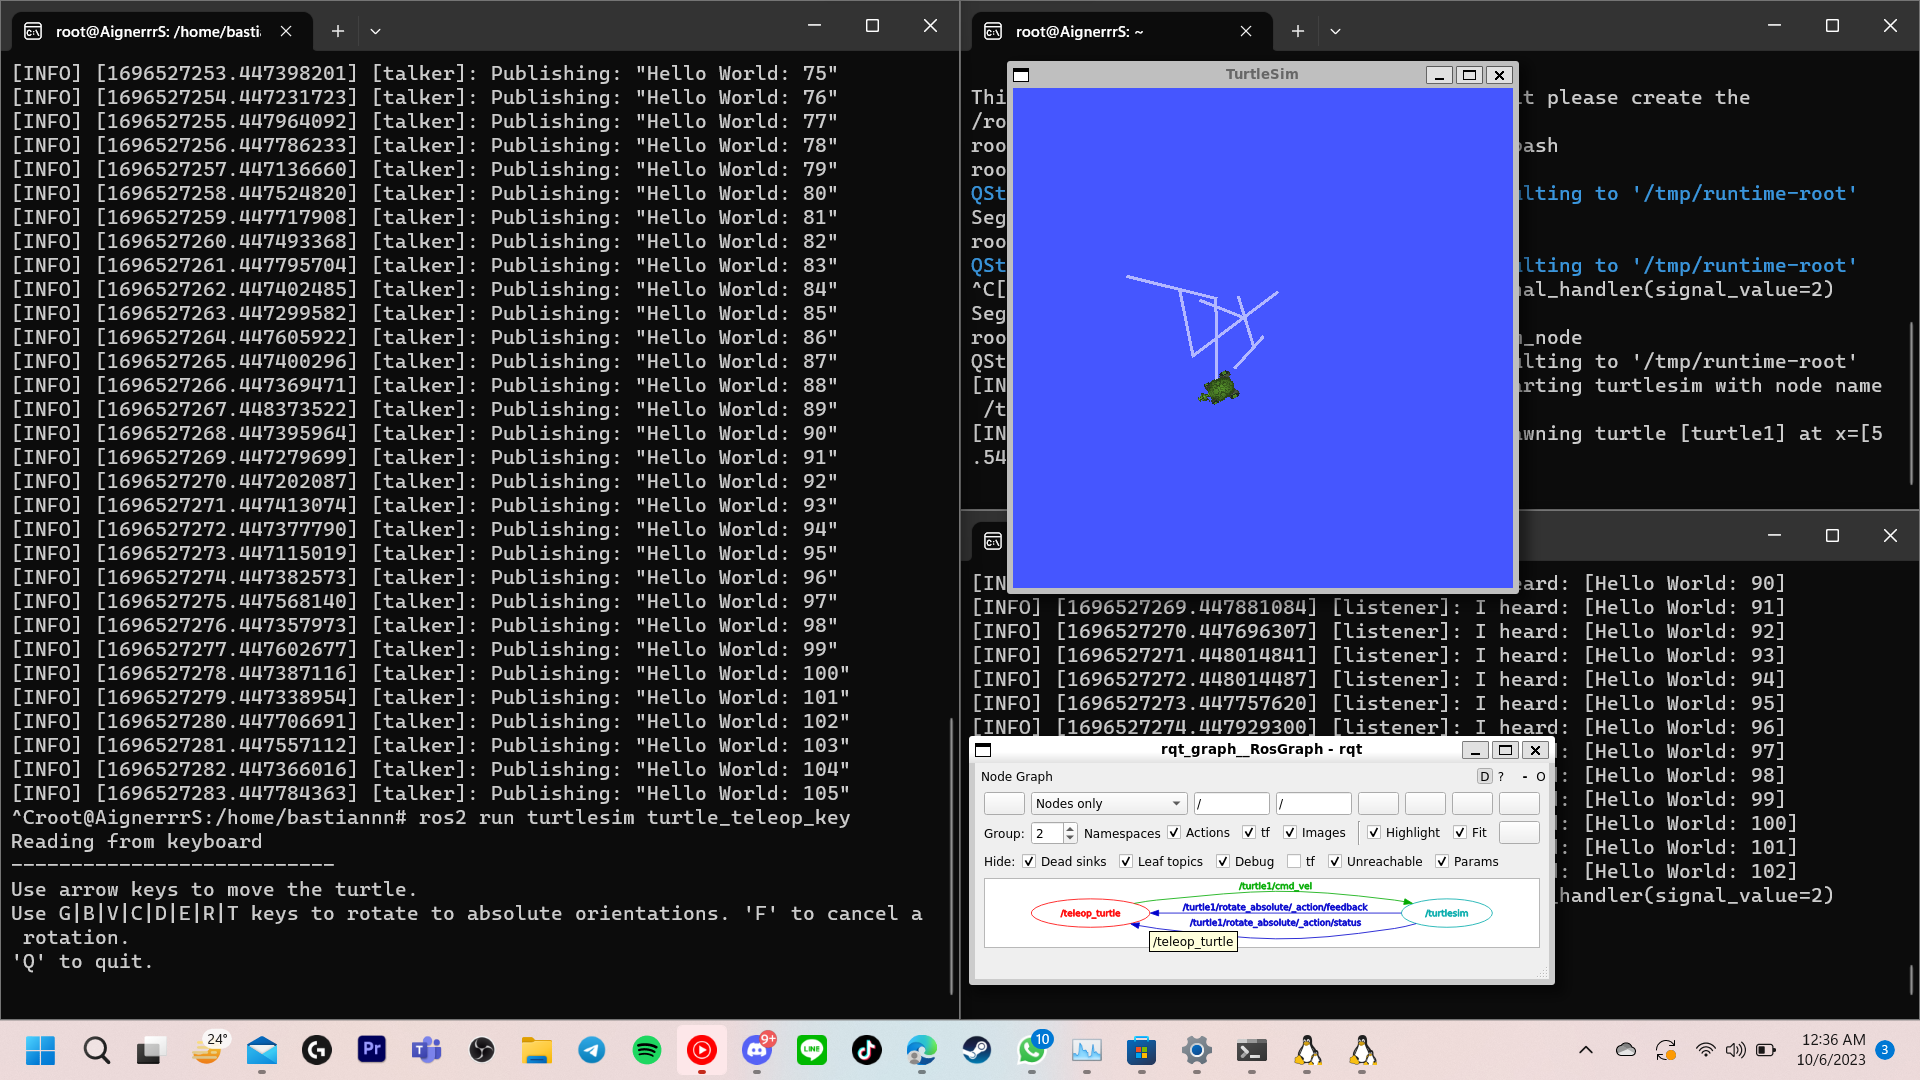 root@AignerrrS: /home/basti
[INFO] [1696527253.447398201] [talker]: Publishing: "Hello World: 75"
[INFO] [1696527254.447231723] [talker]: Publishing: "Hello World: 76"
[INFO] [1696527255.447964092] [talker]: Publishing: "Hello World: 77"
[INFO] [1696527256.447786233] [talker]: Publishing: "Hello World: 78"
[INFO] [1696527257.447136660] [talker]: Publishing: "Hello World: 79"
[INFO] [1696527258.447524820] [talker]: Publishing: "Hello World: 80"
[INFO] [1696527259.447717908] [talker]: Publishing: "Hello World: 81"
[INFO] [1696527260.447493368] [talker]: Publishing: "Hello World: 82"
[INFO] [1696527261.447795704] [talker]: Publishing: "Hello World: 83"
[INFO] [1696527262.447402485] [talker]: Publishing: "Hello World: 84"
[INFO] [1696527263.447299582] [talker]: Publishing: "Hello World: 85"
[INFO] [1696527264.447605922] [talker]: Publishing: "Hello World: 86"
[INFO] [1696527265.447400296] [talker]: Publishing: "Hello World: 87"
[INFO] [1696527266.447369471] [talker]: Publishing: "Hello World: 88"
[INFO] [1696527267.448373522] [talker]: Publishing: "Hello World: 89"
[INFO] [1696527268.447395964] [talker]: Publishing: "Hello World: 90"
[INFO] [1696527269.447279699] [talker]: Publishing: "Hello World: 91"
[INFO] [1696527270.447202087] [talker]: Publishing: "Hello World: 92"
[INFO] [1696527271.447413074] [talker]: Publishing: "Hello World: 93"
[INFO] [1696527272.447377790] [talker]: Publishing: "Hello World: 94"
[INFO] [1696527273.447115019] [talker]: Publishing: "Hello World: 95"
[INFO] [1696527274.447382573] [talker]: Publishing: "Hello World: 96"
[INFO] [1696527275.447568140] [talker]: Publishing: "Hello World: 97"
[INFO] [1696527276.447357973] [talker]: Publishing: "Hello World: 98"
[INFO] [1696527277.447602677] [talker]: Publishing: "Hello World: 99"
[INFO] [1696527278.447387116] [talker]: Publishing: "Hello World: 100"
[INFO] [1696527279.447338954] [talker]: Publishing: "Hello World: 101"
[INFO] [1696527280.447706691] [talker]: Publishing: "Hello World: 102"
[INFO] [1696527281.447557112] [talker]: Publishing: "Hello World: 103"
[INFO] [1696527282.447366016] [talker]: Publishing: "Hello World: 104"
[INFO] [1696527283.447784363] [talker]: Publishing: "Hello World: 105"
^Croot@AignerrrS:/home/bastiannn# ros2 run turtlesim turtle_teleop_key
Reading from keyboard
---------------------------
Use arrow keys to move the turtle.
Use G|B|V|C|D|E|R|T keys to rotate to absolute orientations. 'F' to cancel a
rotation.
'Q' to quit.
root@AignerrrS: ~
TurtleSim
Thi t please create the
/ro
roo bash
roo
QSt lting to '/tmp/runtime-root'
Seg
roo
QSt lting to '/tmp/runtime-root'
^C[ nal_handler(signal_value=2)
Seg
roo _node
QSt ulting to '/tmp/runtime-root'
[IN arting turtlesim with node name
/t
[IN wning turtle [turtle1] at x=[5
.54
[IN eard: [Hello World: 90]
[INFO] [1696527269.447881084] [listener]: I heard: [Hello World: 91]
[INFO] [1696527270.447696307] [listener]: I heard: [Hello World: 92]
[INFO] [1696527271.448014841] [listener]: I heard: [Hello World: 93]
[INFO] [1696527272.448014487] [listener]: I heard: [Hello World: 94]
[INFO] [1696527273.447757620] [listener]: I heard: [Hello World: 95]
[INFO] [1696527274.447929300] [listener]: I heard: [Hello World: 96]
d: [Hello World: 97]
d: [Hello World: 98]
d: [Hello World: 99]
d: [Hello World: 100]
d: [Hello World: 101]
d: [Hello World: 102]
_handler(signal_value=2)
rqt_graph__RosGraph - rqt
Node Graph D ? - O
Nodes only / /
Group: 2 Namespaces Actions tf Images Highlight Fit
Hide: Dead sinks Leaf topics Debug tf Unreachable Params
/turtle1/cmd_vel
/teleop_turtle /turtle1/rotate_absolute/_action/feedback /turtlesim
/turtle1/rotate_absolute/_action/status
/teleop_turtle
24° Pr 9+ LINE 10
12:36 AM
10/6/2023 3